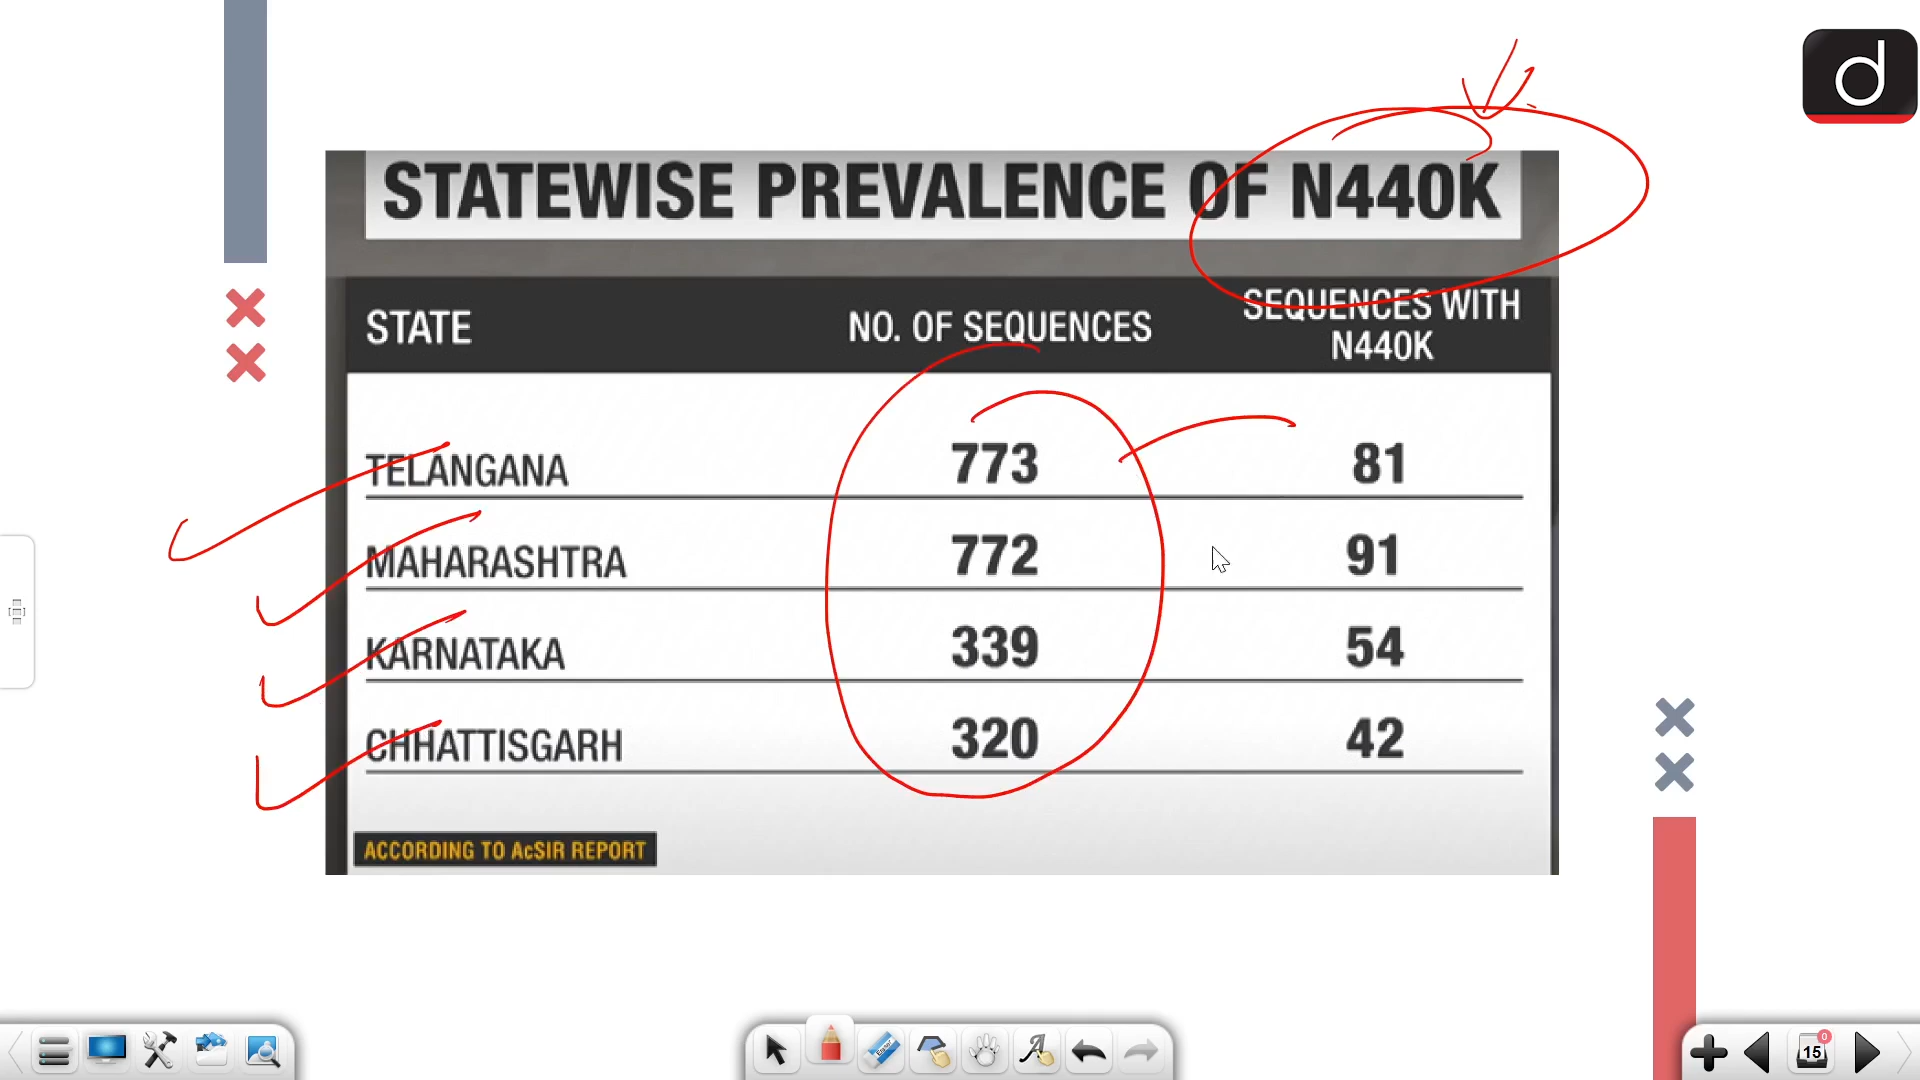 d
STATEWISE PREVALENCE OF N440K
STATE NO. OF SEQUENCES SEQUENCES WITH N440K
TELANGANA 773 81
MAHARASHTRA 772 91
KARNATAKA 339 54
CHHATTISGARH 320 42
ACCORDING TO AcSIR REPORT
Eraser
A
15
0